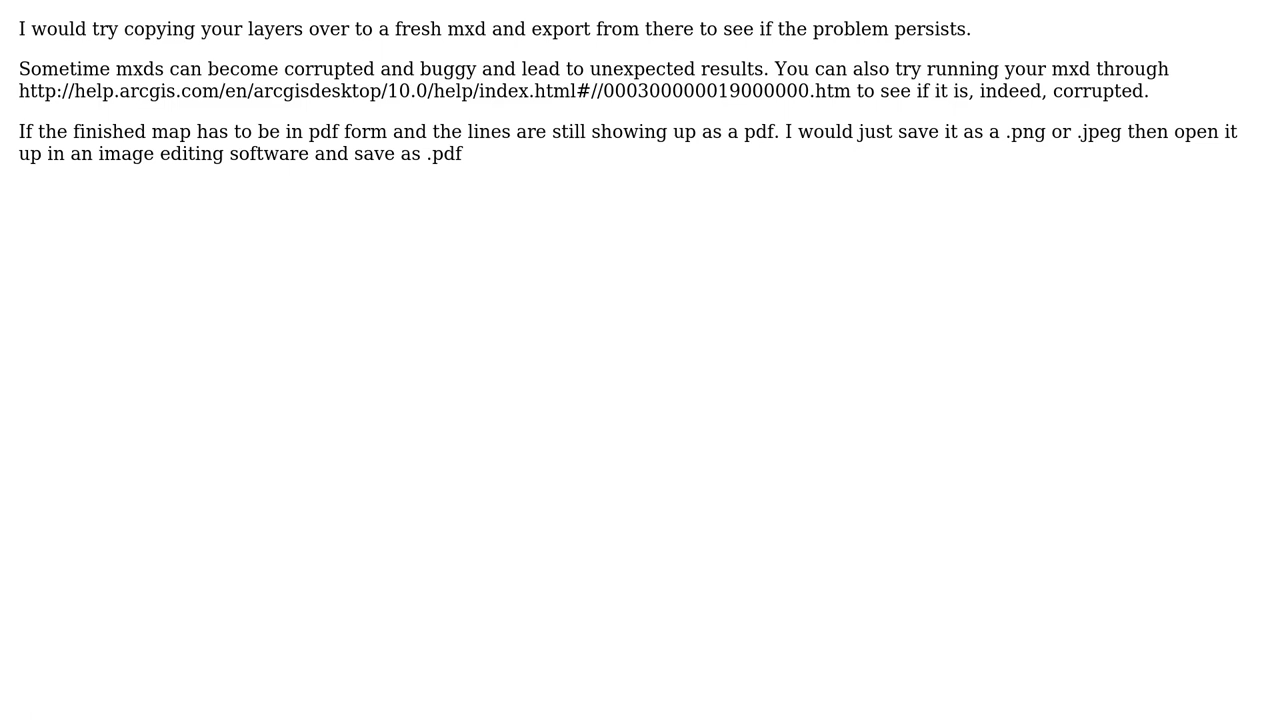 I would try copying your layers over to a fresh mxd and export from there to see if the problem persists.
Sometime mxds can become corrupted and buggy and lead to unexpected results. You can also try running your mxd through
http://help.arcgis.com/en/arcgisdesktop/10.0/help/index.html#//000300000019000000.htm to see if it is, indeed, corrupted.
If the finished map has to be in pdf form and the lines are still showing up as a pdf. I would just save it as a .png or .jpeg then open it
up in an image editing software and save as .pdf